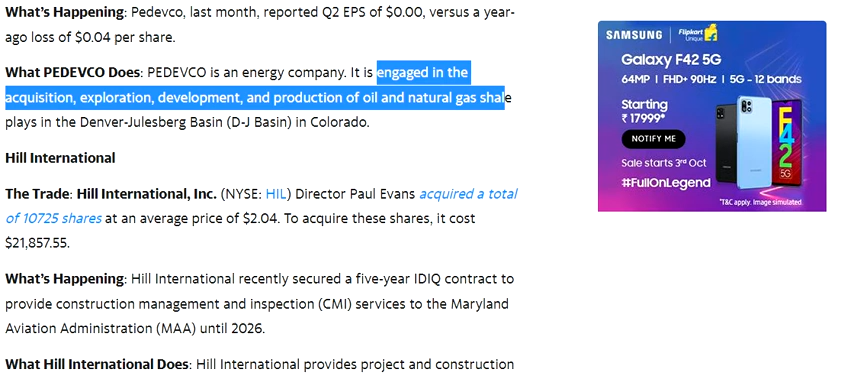 What's Happening: Pedevco, last month, reported Q2 EPS of $0.00, versus a year-
ago loss of $0.04 per share.
What PEDEVCO Does: PEDEVCO is an energy company. It is engaged in the
acquisition, exploration, development, and production of oil and natural gas shale
plays in the Denver-Julesberg Basin (D-J Basin) in Colorado.
Hill International
The Trade: Hill International, Inc. (NYSE: HIL) Director Paul Evans acquired a total
of 10725 shares at an average price of $2.04. To acquire these shares, it cost
$21,857.55.
What's Happening: Hill International recently secured a five-year IDIQ contract to
provide construction management and inspection (CMI) services to the Maryland
Aviation Administration (MAA) until 2026.
What Hill International Does: Hill International provides project and construction
SAMSUNG
Flipkart
Unique
Galaxy F42 5G
64MP | FHD+ 90Hz | 5G - 12 bands
Starting
₹ 17999*
NOTIFY ME
Sale starts 3rd Oct
#FullOnLegend
F42
5G
*T&C apply. Image simulated.